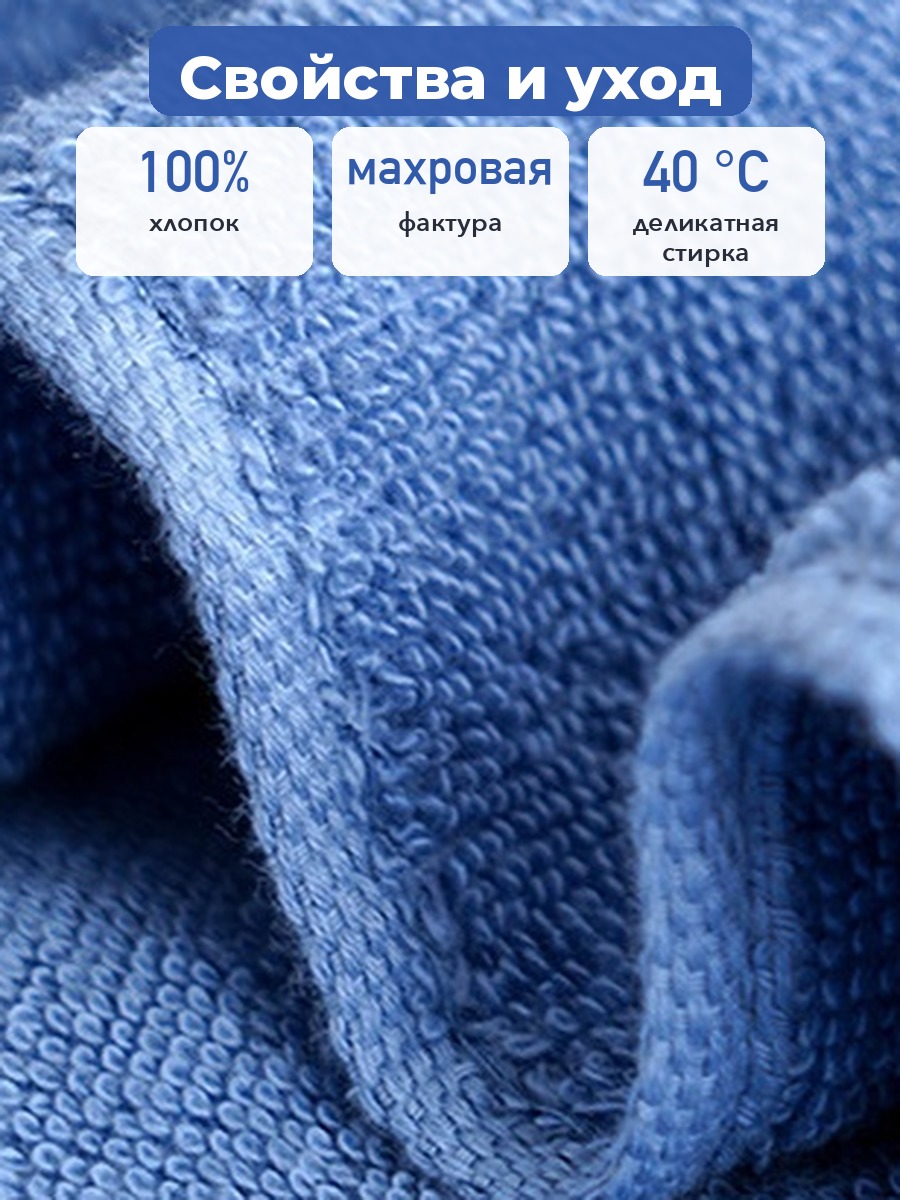 Свойства и уход
100%
хлопок
махровая
фактура
40 °C
деликатная
стирка